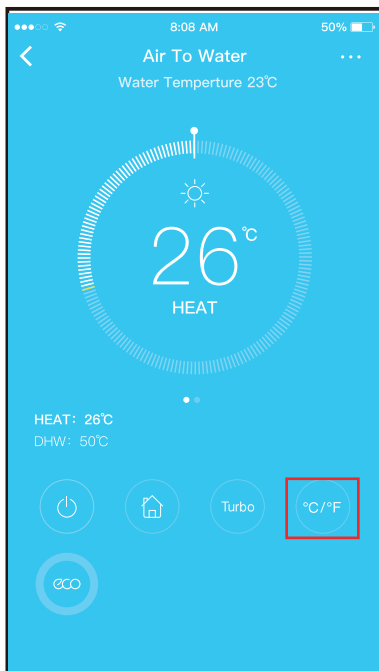 8:08 AM 50%
Air To Water
Water Temperture 23℃
26℃
HEAT
HEAT: 26℃
DHW: 50℃
Turbo °C/°F
eco